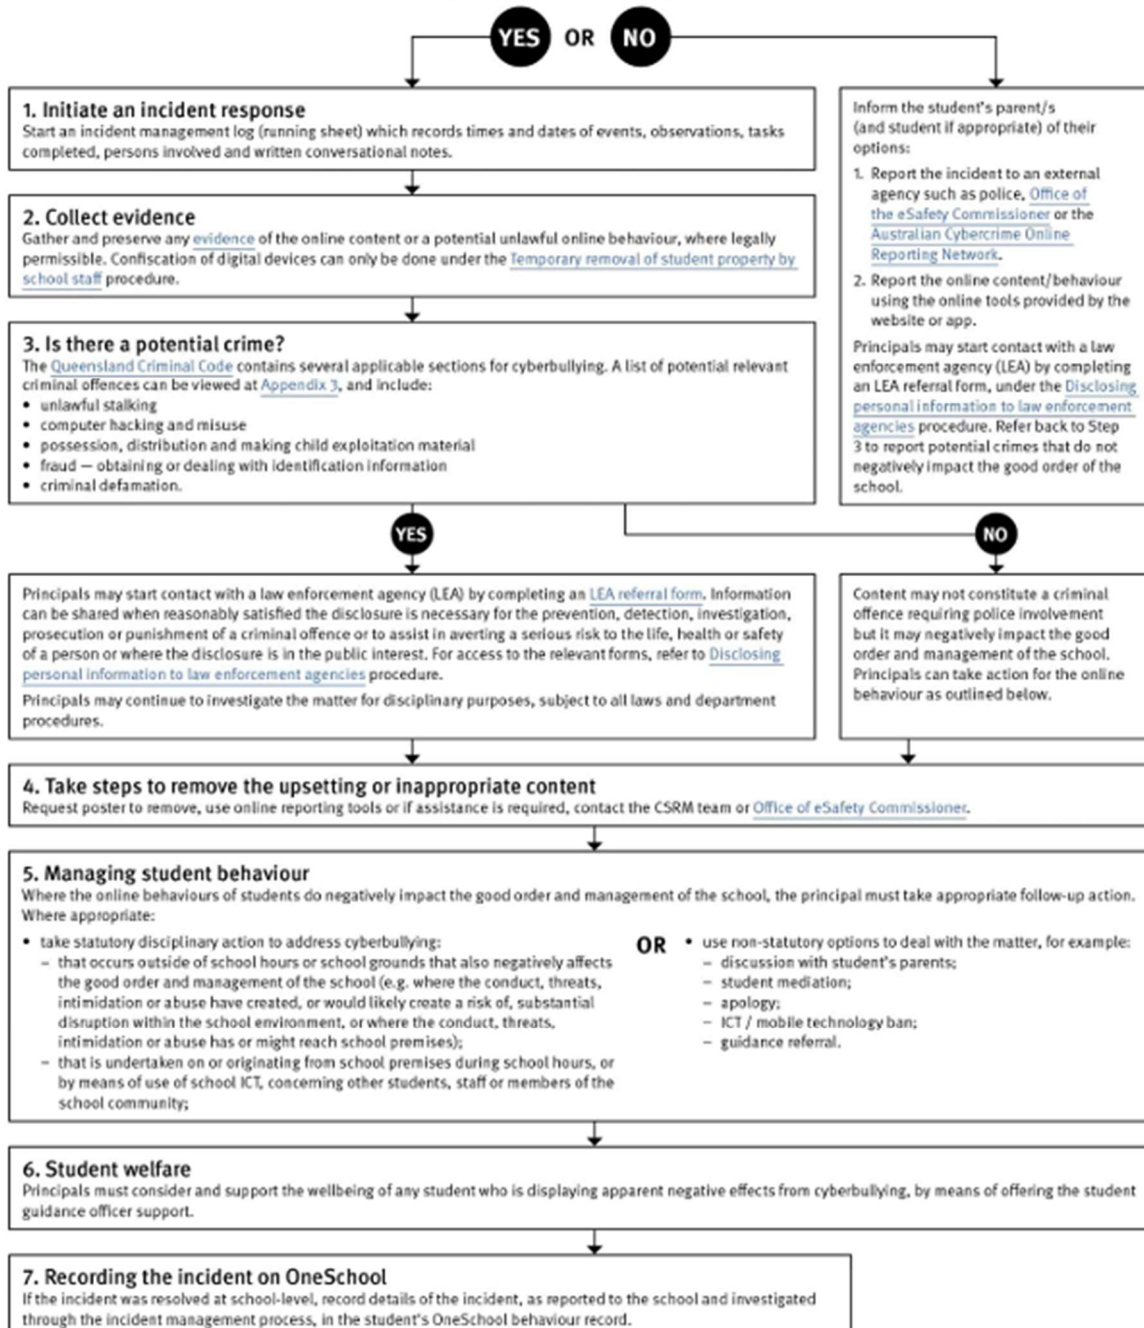 YES OR NO
1. Initiate an incident response
Start an incident management log (running sheet) which records times and dates of events, observations, tasks
completed, persons involved and written conversational notes.
Inform the student's parent/s
(and student if appropriate) of their
options:
1. Report the incident to an external
agency such as police, Office of
the eSafety Commissioner or the
Australian Cybercrime Online
Reporting Network.
2. Report the online content/behaviour
using the online tools provided by the
website or app.
Principals may start contact with a law
enforcement agency (LEA) by completing
an LEA referral form, under the Disclosing
personal information to law enforcement
agencies procedure. Refer back to Step
3 to report potential crimes that do not
negatively impact the good order of the
school.
2. Collect evidence
Gather and preserve any evidence of the online content or a potential unlawful online behaviour, where legally
permissible. Confiscation of digital devices can only be done under the Temporary removal of student property by
school staff procedure.
3. Is there a potential crime?
The Queensland Criminal Code contains several applicable sections for cyberbullying. A list of potential relevant
criminal offences can be viewed at Appendix 3, and include:
• unlawful stalking
• computer hacking and misuse
• possession, distribution and making child exploitation material
• fraud — obtaining or dealing with identification information
• criminal defamation.
YES
NO
Principals may start contact with a law enforcement agency (LEA) by completing an LEA referral form. Information
can be shared when reasonably satisfied the disclosure is necessary for the prevention, detection, investigation,
prosecution or punishment of a criminal offence or to assist in averting a serious risk to the life, health or safety
of a person or where the disclosure is in the public interest. For access to the relevant forms, refer to Disclosing
personal information to law enforcement agencies procedure.
Principals may continue to investigate the matter for disciplinary purposes, subject to all laws and department
procedures.
Content may not constitute a criminal
offence requiring police involvement
but it may negatively impact the good
order and management of the school.
Principals can take action for the online
behaviour as outlined below.
4. Take steps to remove the upsetting or inappropriate content
Request poster to remove, use online reporting tools or if assistance is required, contact the CSRM team or Office of eSafety Commissioner.
5. Managing student behaviour
Where the online behaviours of students do negatively impact the good order and management of the school, the principal must take appropriate follow-up action.
Where appropriate:
• take statutory disciplinary action to address cyberbullying:
– that occurs outside of school hours or school grounds that also negatively affects
the good order and management of the school (e.g. where the conduct, threats,
intimidation or abuse have created, or would likely create a risk of, substantial
disruption within the school environment, or where the conduct, threats,
intimidation or abuse has or might reach school premises);
– that is undertaken on or originating from school premises during school hours, or
by means of use of school ICT, concerning other students, staff or members of the
school community;
OR
• use non-statutory options to deal with the matter, for example:
– discussion with student's parents;
– student mediation;
– apology;
– ICT / mobile technology ban;
– guidance referral.
6. Student welfare
Principals must consider and support the wellbeing of any student who is displaying apparent negative effects from cyberbullying, by means of offering the student
guidance officer support.
7. Recording the incident on OneSchool
If the incident was resolved at school-level, record details of the incident, as reported to the school and investigated
through the incident management process, in the student's OneSchool behaviour record.